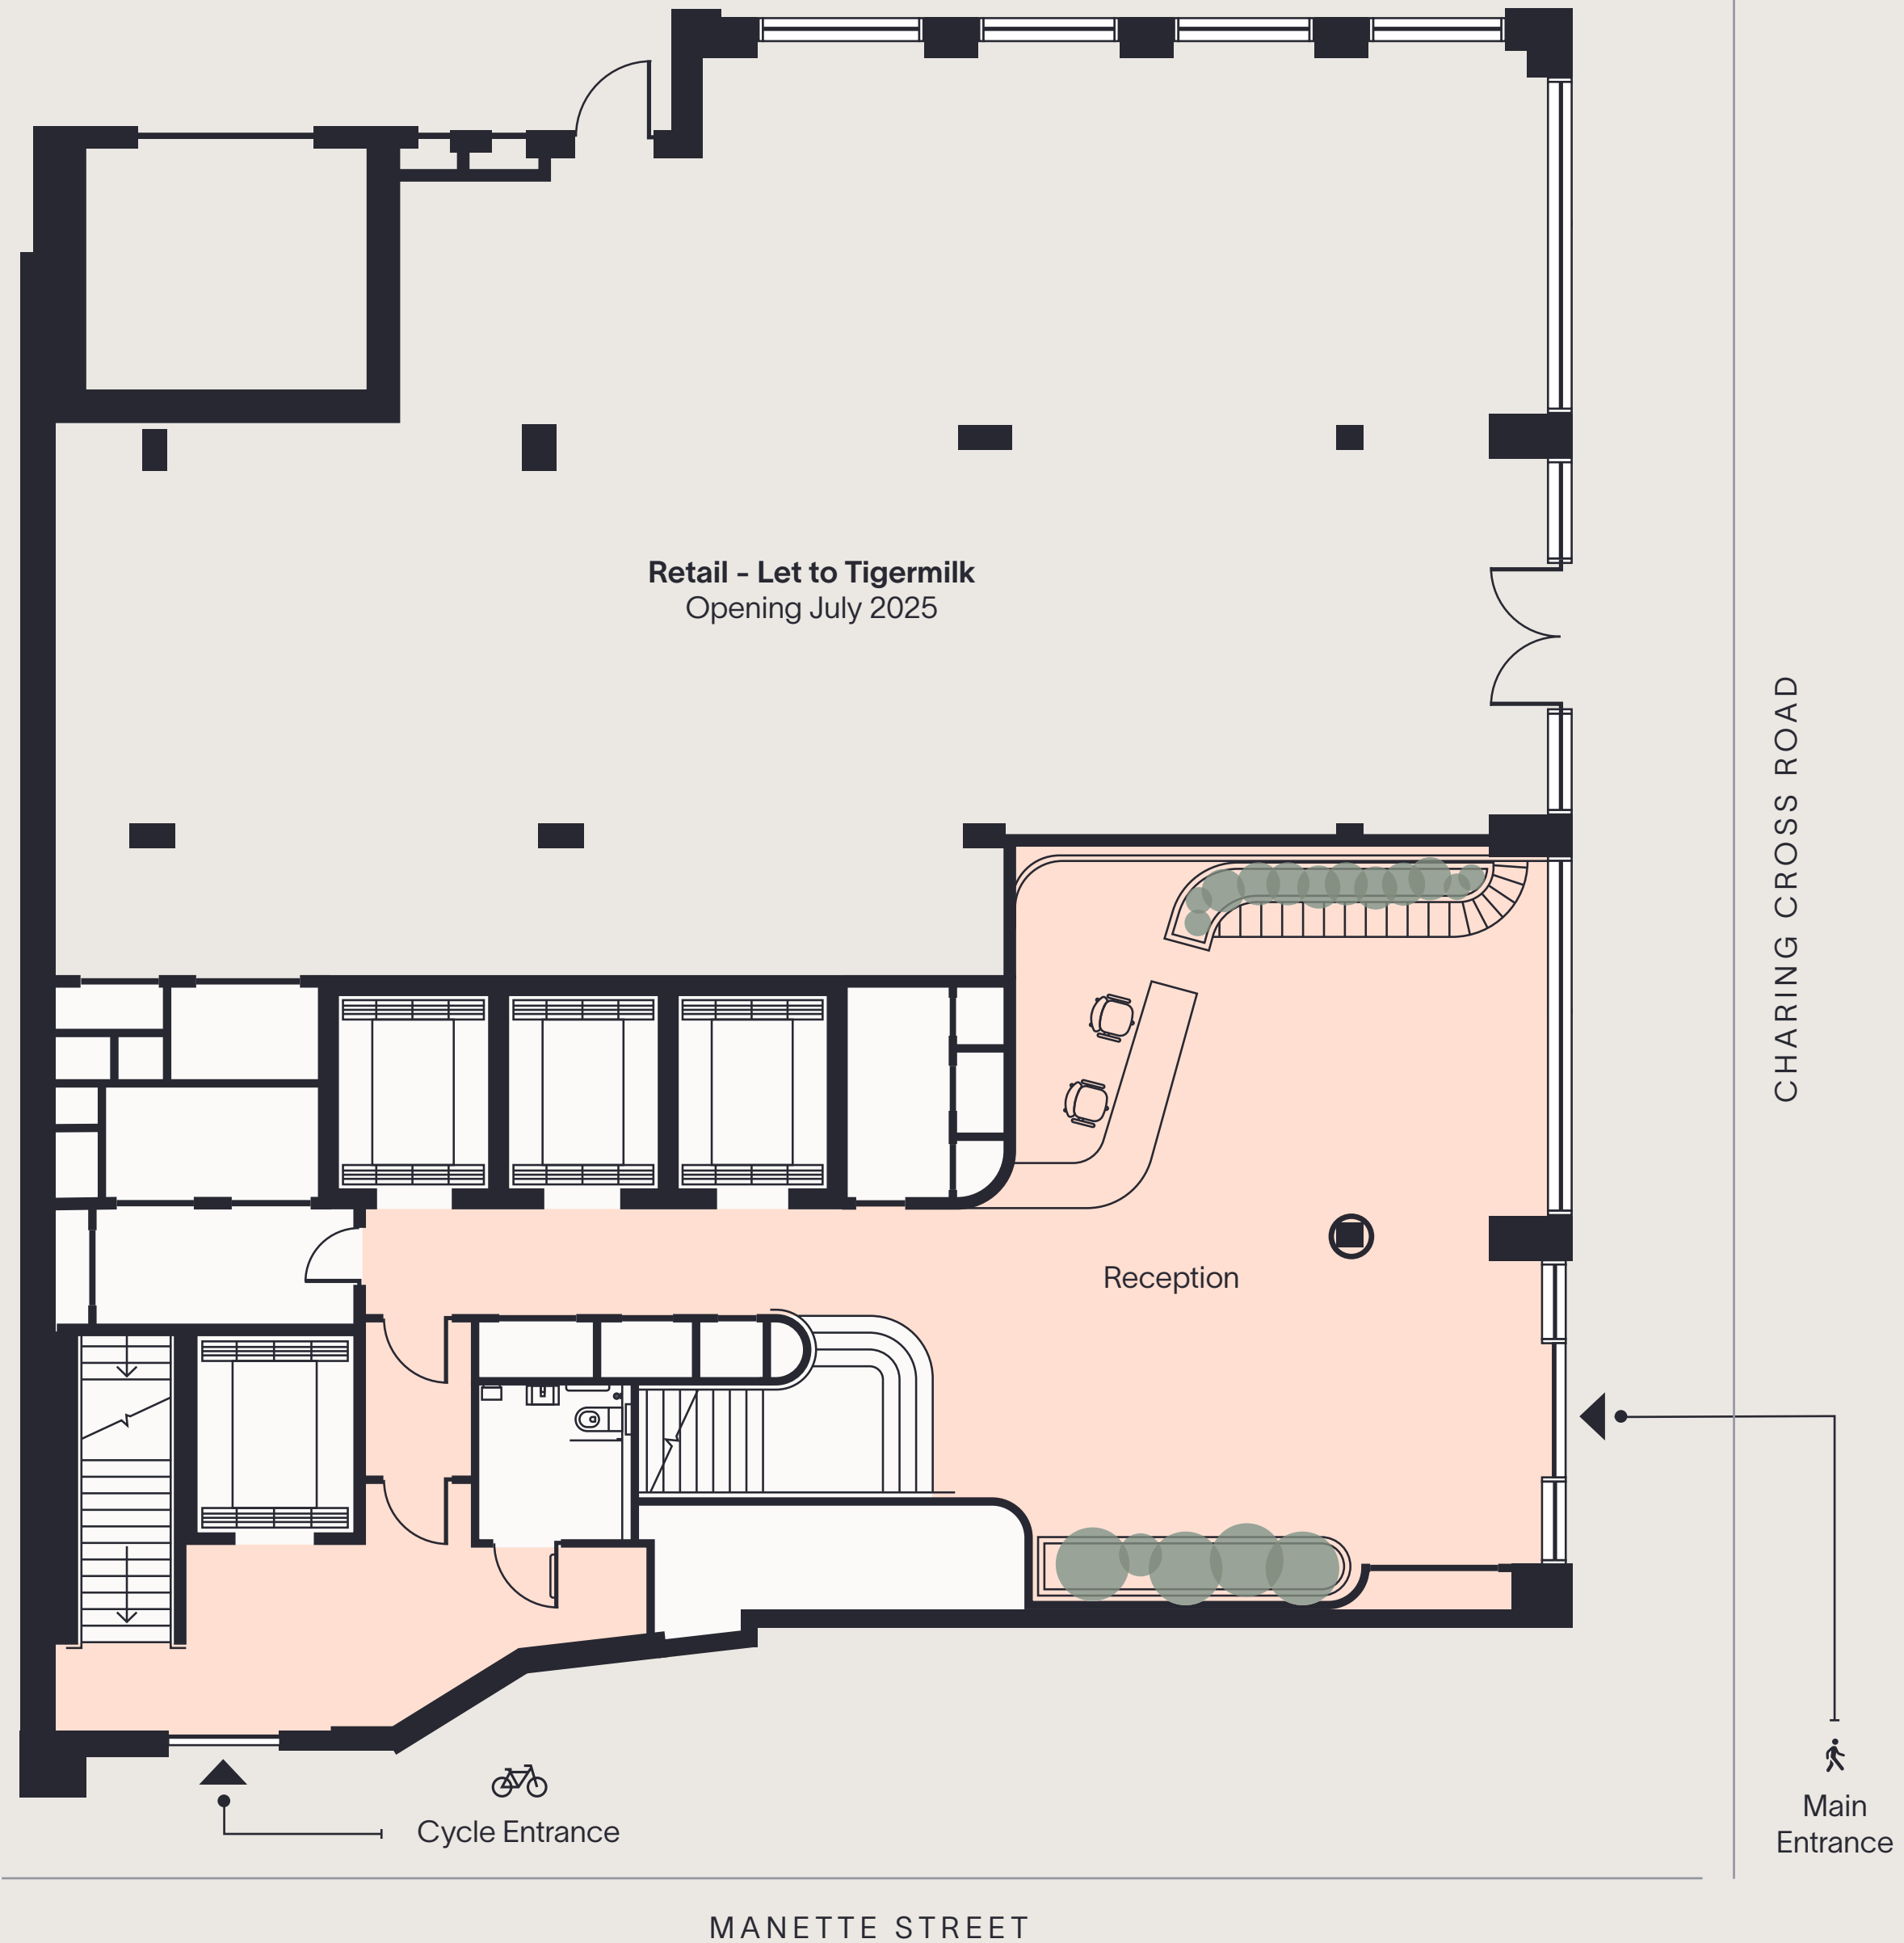 Retail - Let to Tigermilk
Opening July 2025
CHARING CROSS ROAD
Reception
Main
Entrance
Cycle Entrance
MANETTE STREET